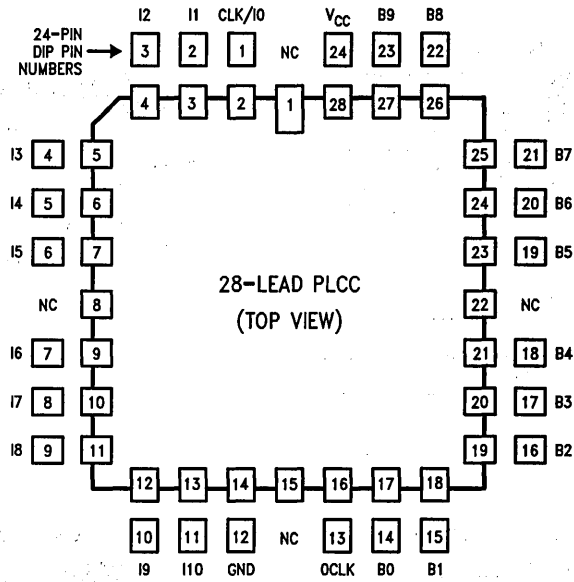 I2 I1 CLK/I0 VCC B9 B8
24-PIN
DIP PIN
NUMBERS
3 2 1 NC 24 23 22
4 3 2 1 28 27 26
I3 4 5 25 21 B7
I4 5 6 24 20 B6
I5 6 7 23 19 B5
NC 8 22 NC
28-LEAD PLCC
(TOP VIEW)
I6 7 9 21 18 B4
I7 8 10 20 17 B3
I8 9 11 19 16 B2
12 13 14 15 16 17 18
10 11 12 NC 13 14 15
I9 I10 GND OCLK B0 B1